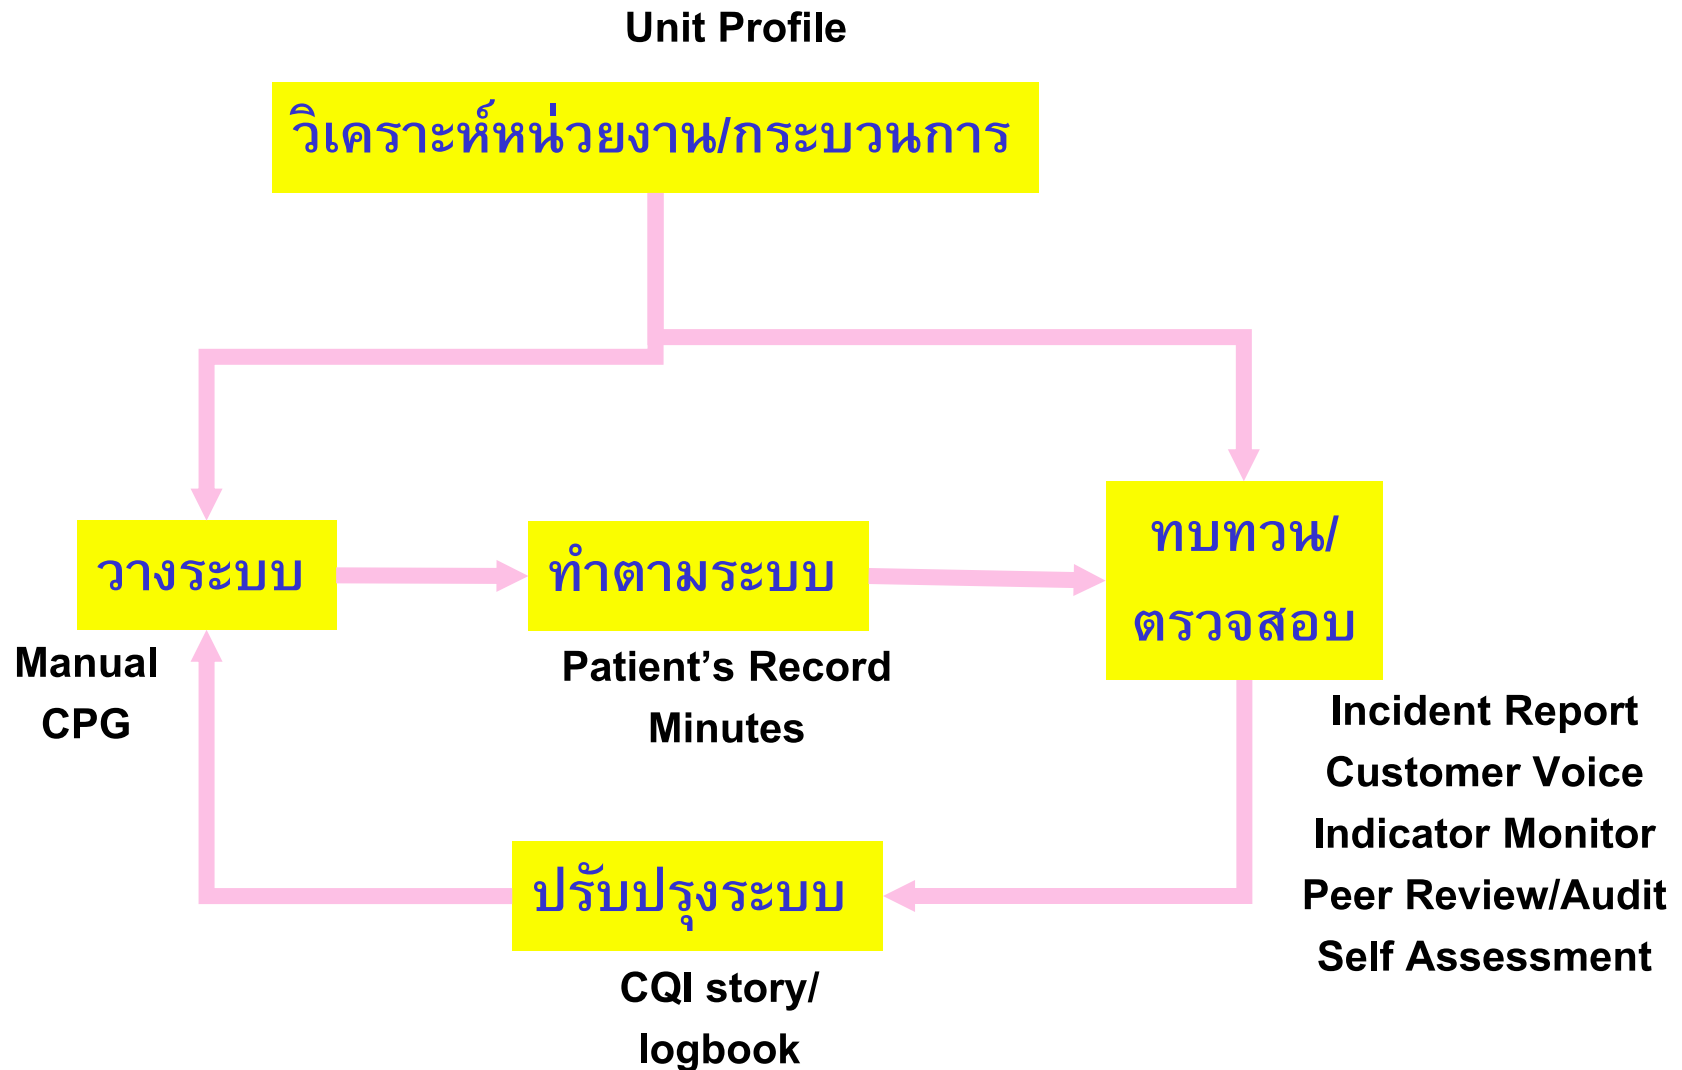 Unit Profile
วิเคราะห์หน่วยงาน/กระบวนการ
วางระบบ
Manual
CPG
ทำตามระบบ
Patient’s Record
Minutes
ทบทวน/
ตรวจสอบ
Incident Report
Customer Voice
Indicator Monitor
Peer Review/Audit
Self Assessment
ปรับปรุงระบบ
CQI story/
logbook